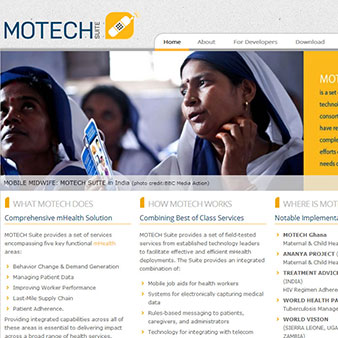 MOTECH
SUITE
Home About For Developers Download
MOT
is a set
technolo
consort
have re
comple
efforts
needs
MOBILE MIDWIFE: MOTECH SUITE in India (photo credit: BBC Media Action)
WHAT MOTECH DOES
Comprehensive mHealth Solution
MOTECH Suite provides a set of services
encompassing five key functional mHealth
areas:
Behavior Change & Demand Generation
Managing Patient Data
Improving Worker Performance
Last-Mile Supply Chain
Patient Adherence.
Providing integrated capabilities across all of
these areas is essential to delivering impact
across a broad range of health services.
HOW MOTECH WORKS
Combining Best of Class Services
MOTECH Suite provides a set of field-tested
services from established technology leaders
to facilitate effective and efficient mHealth
deployments. The Suite provides an integrated
combination of:
Mobile job aids for health workers
Systems for electronically capturing medical
data
Rules-based messaging to patients,
caregivers, and administrators
Technology for integrating with telecom
WHERE IS MOT
Notable Implementa
MOTECH Ghana
Maternal & Child Hea
ANANYA PROJECT (
Maternal & Child Hea
TREATMENT ADVICE
(INDIA)
HIV Regimen Adheren
WORLD HEALTH PA
Tuberculosis Manage
WORLD VISION
(SIERRA LEONE, UGA
ZAMBIA)